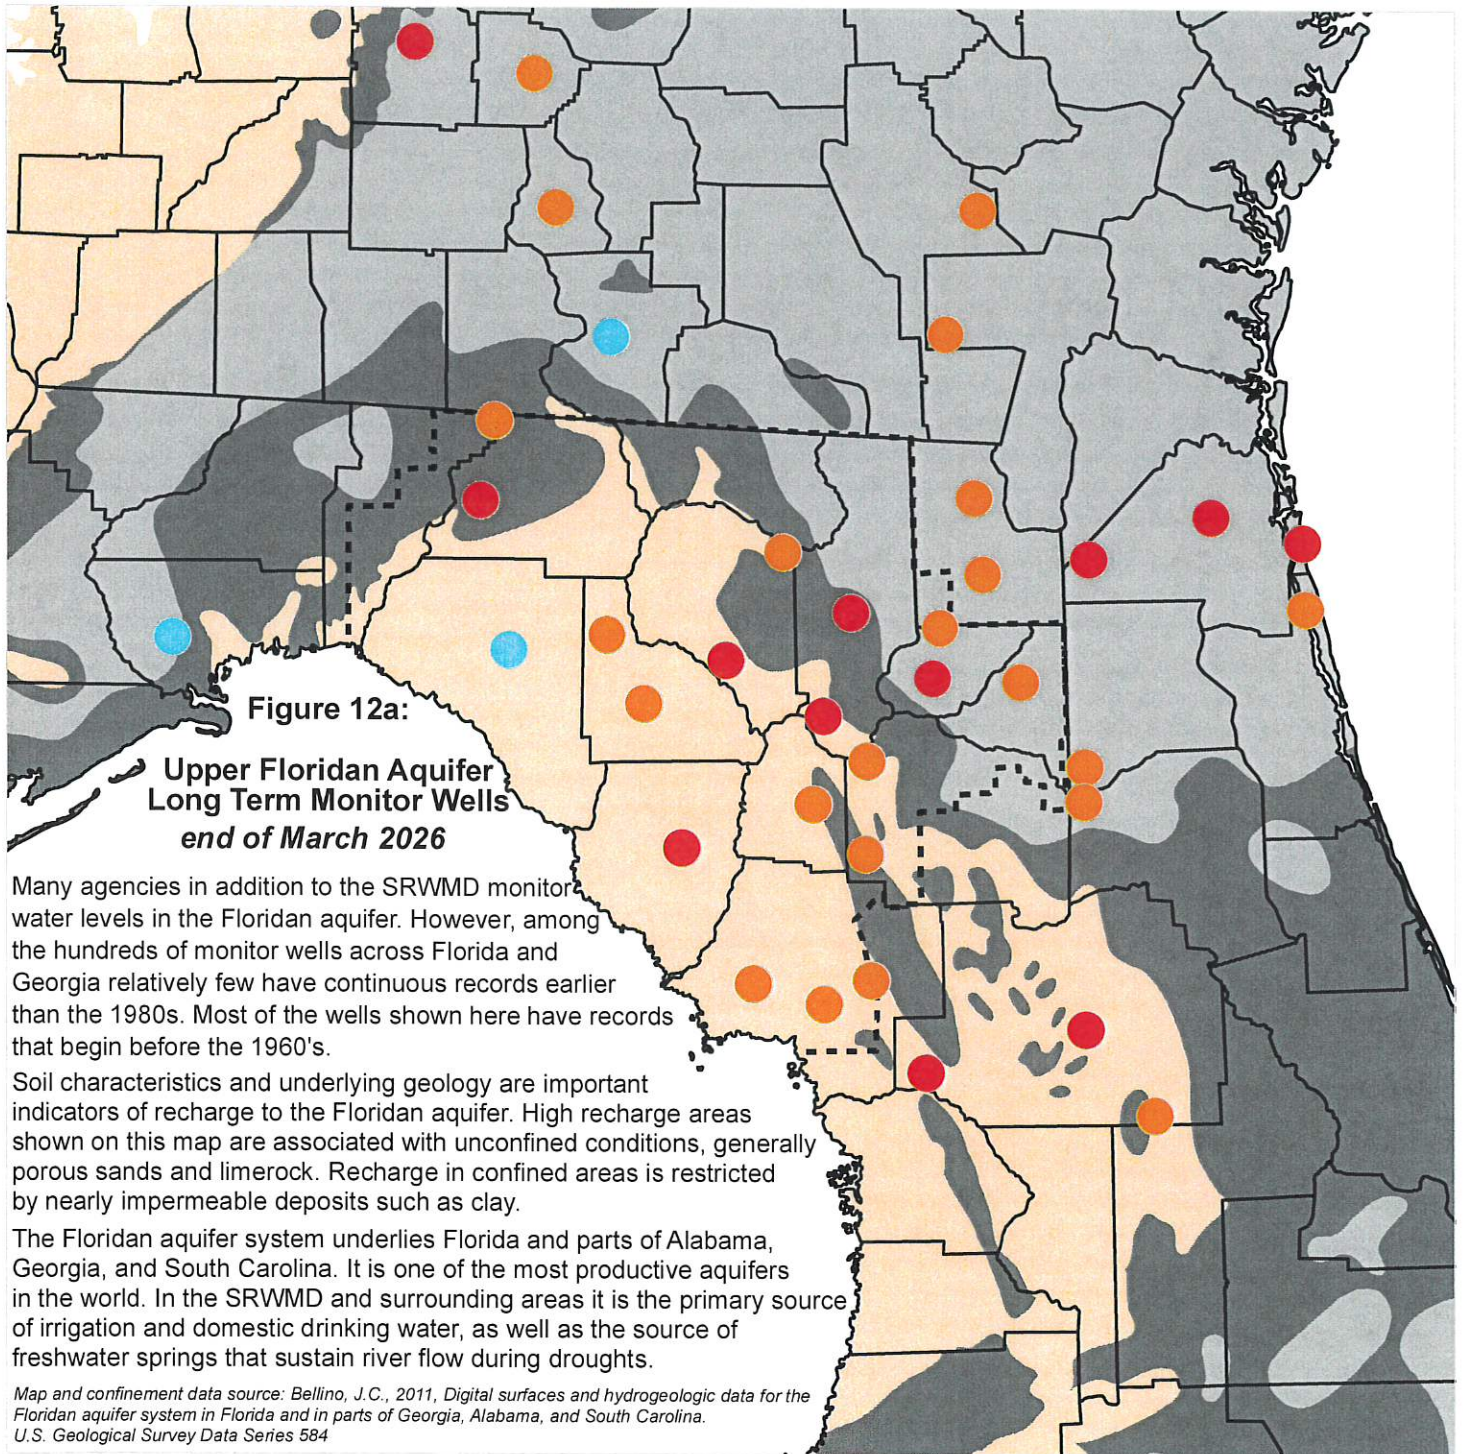 Figure 12a:
Upper Floridan Aquifer
Long Term Monitor Wells
end of March 2026
Many agencies in addition to the SRWMD monitor
water levels in the Floridan aquifer. However, among
the hundreds of monitor wells across Florida and
Georgia relatively few have continuous records earlier
than the 1980s. Most of the wells shown here have records
that begin before the 1960's.
Soil characteristics and underlying geology are important
indicators of recharge to the Floridan aquifer. High recharge areas
shown on this map are associated with unconfined conditions, generally
porous sands and limerock. Recharge in confined areas is restricted
by nearly impermeable deposits such as clay.
The Floridan aquifer system underlies Florida and parts of Alabama,
Georgia, and South Carolina. It is one of the most productive aquifers
in the world. In the SRWMD and surrounding areas it is the primary source
of irrigation and domestic drinking water, as well as the source of
freshwater springs that sustain river flow during droughts.
Map and confinement data source: Bellino, J.C., 2011, Digital surfaces and hydrogeologic data for the
Floridan aquifer system in Florida and in parts of Georgia, Alabama, and South Carolina.
U.S. Geological Survey Data Series 584